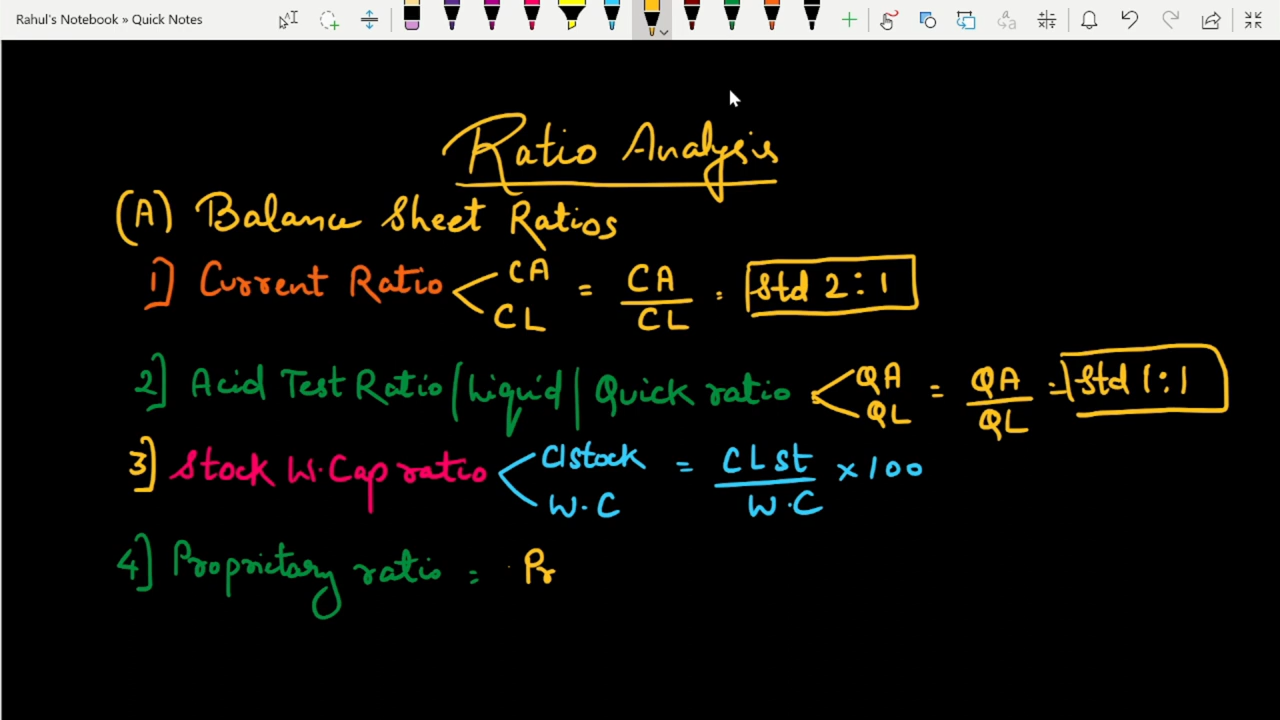 Rahul's Notebook » Quick Notes
Ratio Analysis
(A) Balance Sheet Ratios
1] Current Ratio < CA CL = CA / CL = Std 2:1
2] Acid Test Ratio / Liquid / Quick ratio < QA QL = QA / QL = Std 1:1
3] Stock W.Cap ratio < Clstock W.C = CLSt / W.C x 100
4] Proprietary ratio = Pr